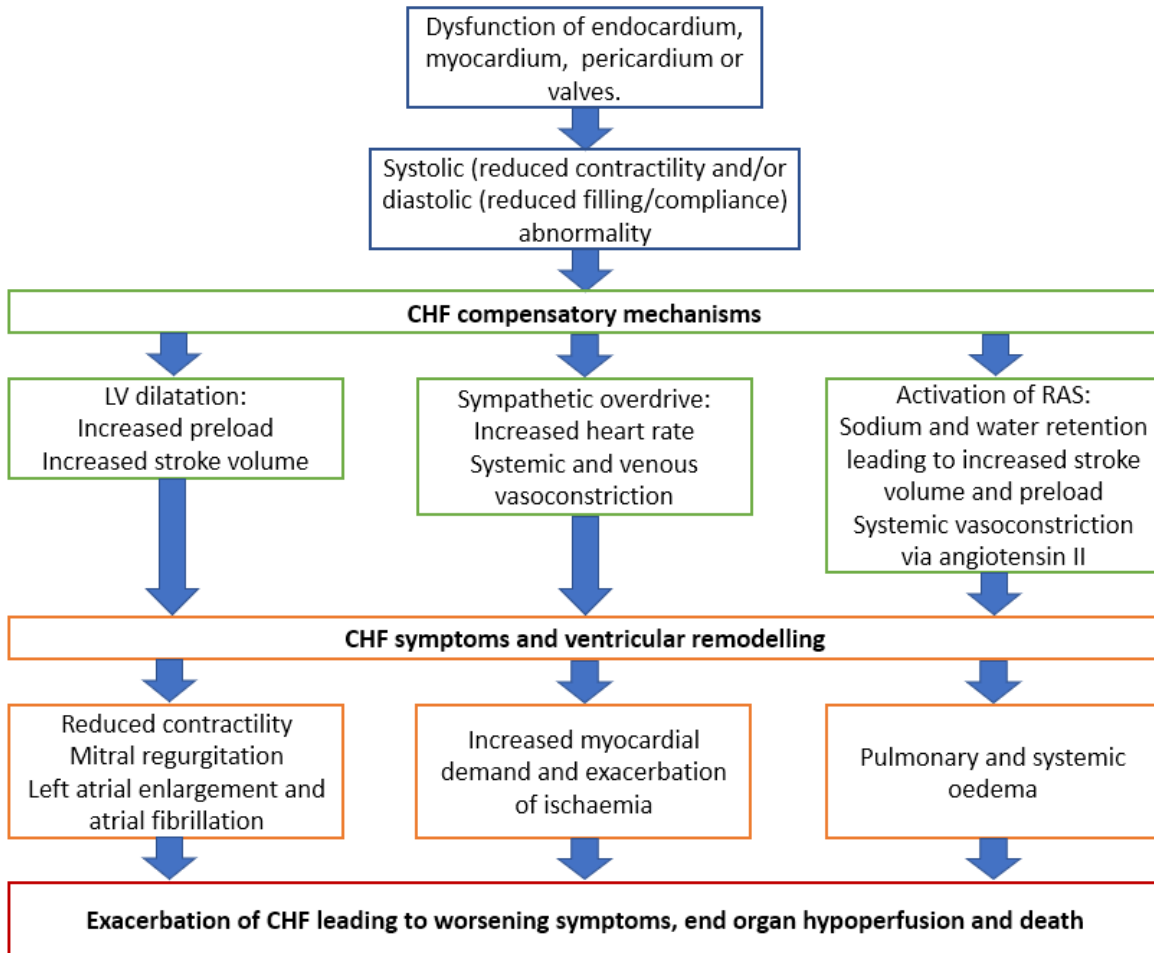 Dysfunction of endocardium,
myocardium, pericardium or
valves.
Systolic (reduced contractility and/or
diastolic (reduced filling/compliance)
abnormality
CHF compensatory mechanisms
LV dilatation:
Increased preload
Increased stroke volume
Sympathetic overdrive:
Increased heart rate
Systemic and venous
vasoconstriction
Activation of RAS:
Sodium and water retention
leading to increased stroke
volume and preload
Systemic vasoconstriction
via angiotensin II
CHF symptoms and ventricular remodelling
Reduced contractility
Mitral regurgitation
Left atrial enlargement and
atrial fibrillation
Increased myocardial
demand and exacerbation
of ischaemia
Pulmonary and systemic
oedema
Exacerbation of CHF leading to worsening symptoms, end organ hypoperfusion and death